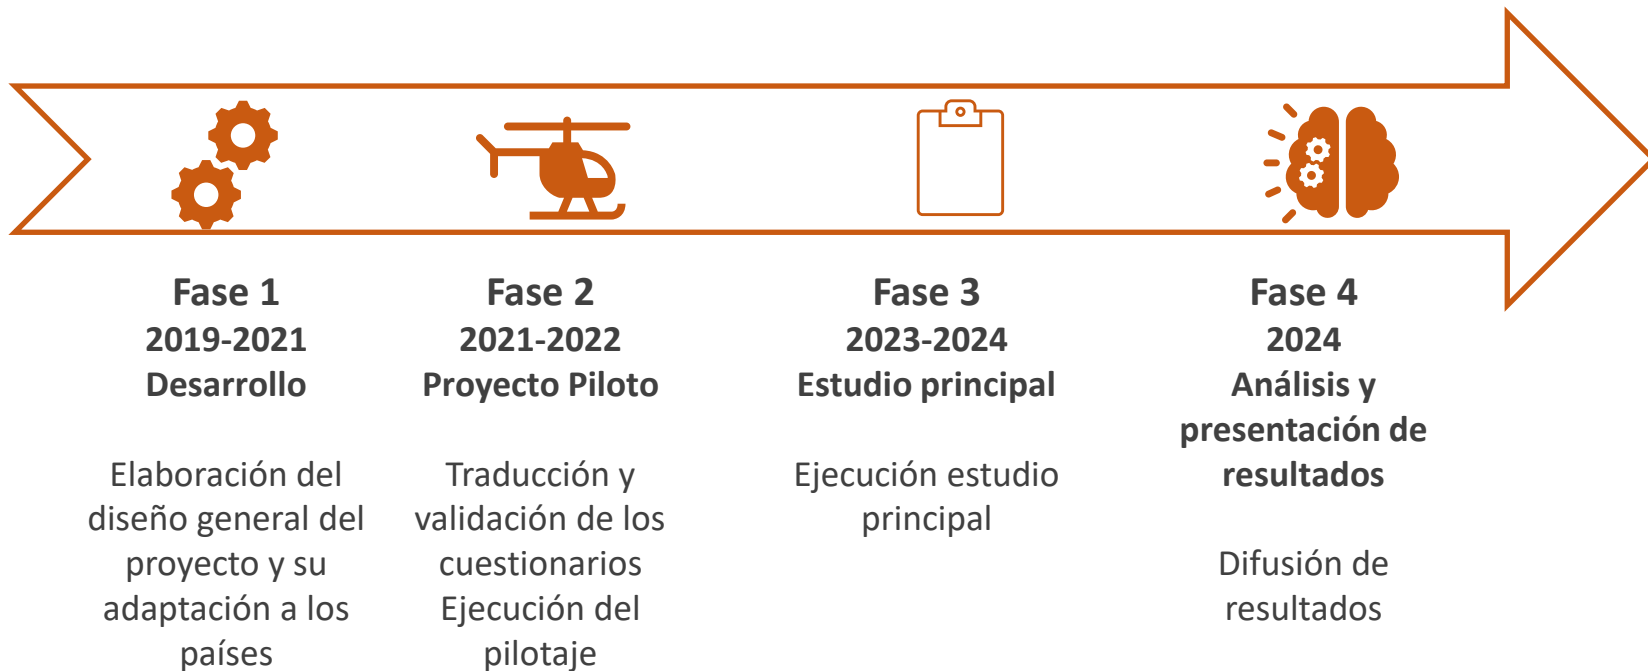 Fase 1
2019-2021
Desarrollo
Elaboración del
diseño general del
proyecto y su
adaptación a los
países
Fase 2
2021-2022
Proyecto Piloto
Traducción y
validación de los
cuestionarios
Ejecución del
pilotaje
Fase 3
2023-2024
Estudio principal
Ejecución estudio
principal
Fase 4
2024
Análisis y
presentación de
resultados
Difusión de
resultados